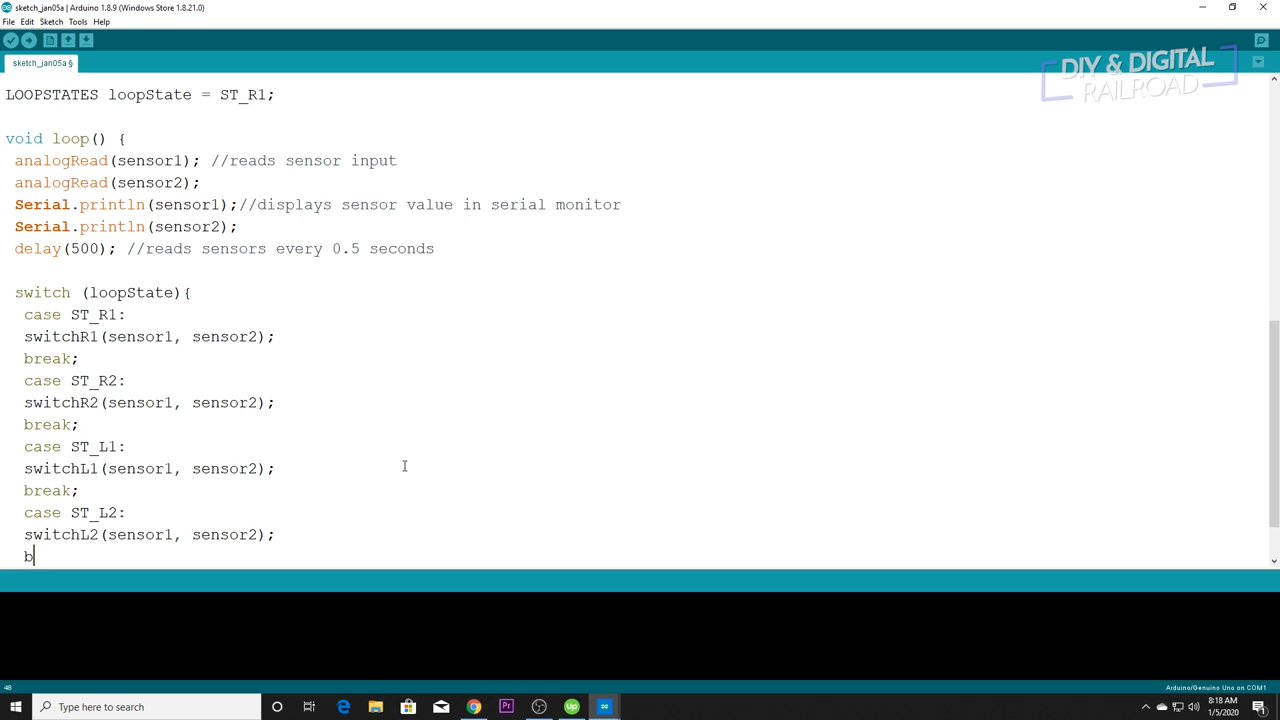 sketch_jan05a | Arduino 1.8.9 (Windows Store 1.8.21.0)
File Edit Sketch Tools Help
sketch_jan05a §
DIY & DIGITAL
RAILROAD
LOOPSTATES loopState = ST_R1;
void loop() {
analogRead(sensor1); //reads sensor input
analogRead(sensor2);
Serial.println(sensor1);//displays sensor value in serial monitor
Serial.println(sensor2);
delay(500); //reads sensors every 0.5 seconds
switch (loopState){
case ST_R1:
switchR1(sensor1, sensor2);
break;
case ST_R2:
switchR2(sensor1, sensor2);
break;
case ST_L1:
switchL1(sensor1, sensor2);
break;
case ST_L2:
switchL2(sensor1, sensor2);
b
48
Arduino/Genuino Uno on COM1
Type here to search
Pr
Up
8:18 AM
1/5/2020
1